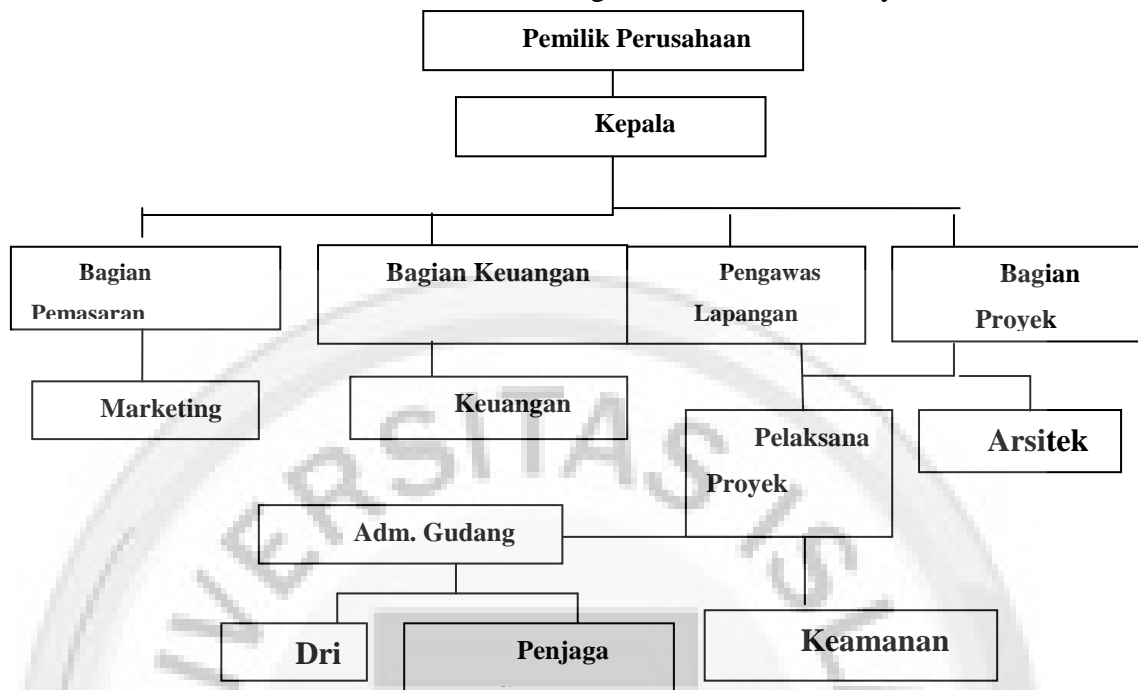 Pemilik Perusahaan
Kepala
Bagian
Pemasaran
Bagian Keuangan
Pengawas
Lapangan
Bagian
Proyek
Marketing
Keuangan
Pelaksana
Proyek
Arsitek
Adm. Gudang
Dri
Penjaga
Keamanan